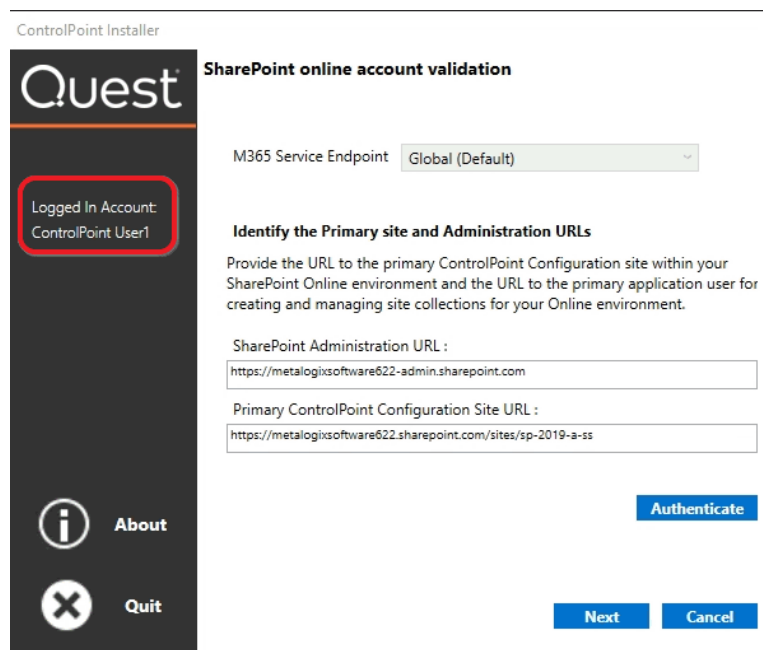 ControlPoint Installer
Quest
SharePoint online account validation
M365 Service Endpoint
Global (Default)
Logged In Account:
ControlPoint User1
Identify the Primary site and Administration URLs
Provide the URL to the primary ControlPoint Configuration site within your
SharePoint Online environment and the URL to the primary application user for
creating and managing site collections for your Online environment.
SharePoint Administration URL :
https://metalogixsoftware622-admin.sharepoint.com
Primary ControlPoint Configuration Site URL :
https://metalogixsoftware622.sharepoint.com/sites/sp-2019-a-ss
Authenticate
About
Quit
Next
Cancel